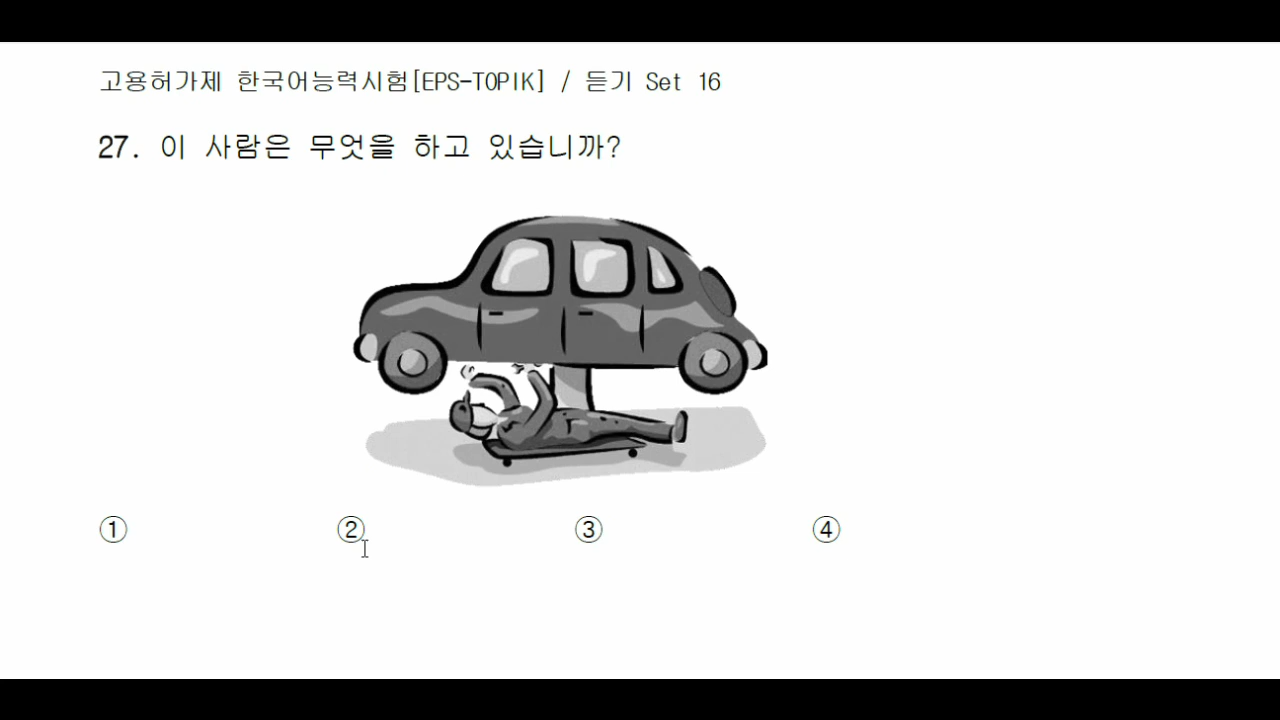 고용허가제 한국어능력시험[EPS-TOPIK] / 듣기 Set 16
27. 이 사람은 무엇을 하고 있습니까?
① ② ③ ④